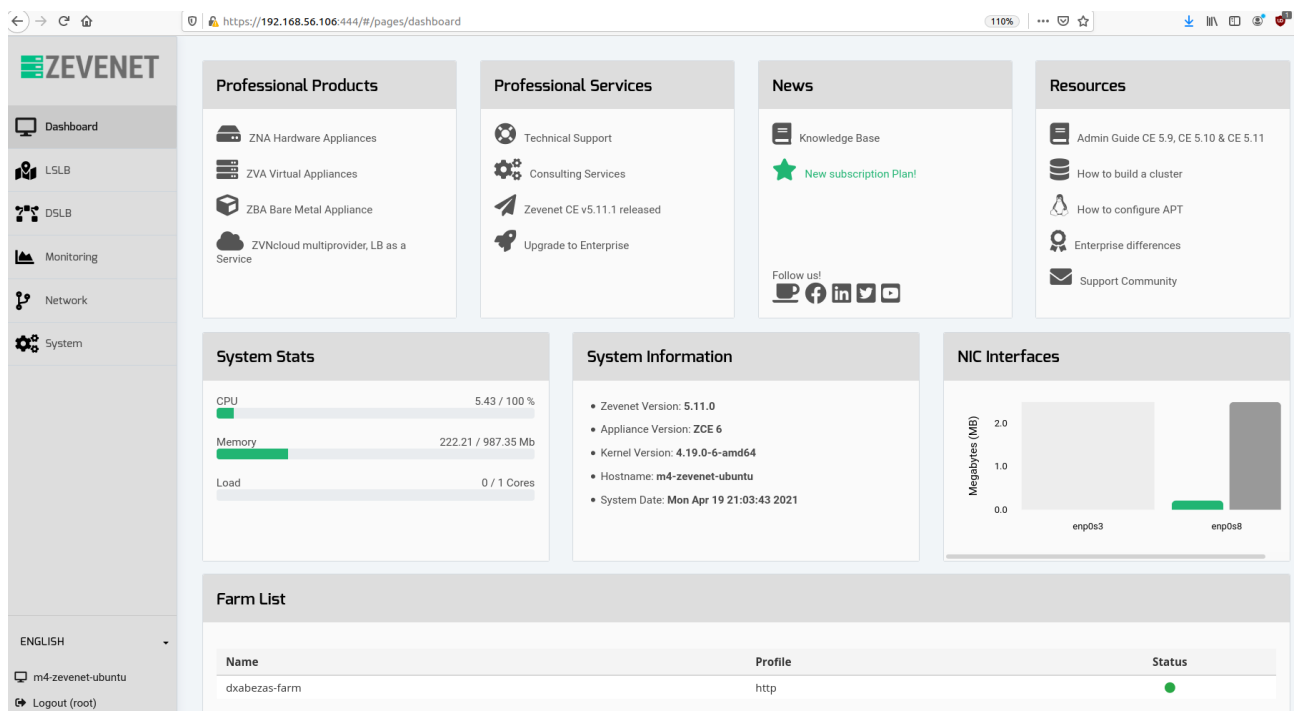 https://192.168.56.106:444/#/pages/dashboard
110%
ZEVENET
Dashboard
LSLB
DSLB
Monitoring
Network
System
ENGLISH
m4-zevenet-ubuntu
Logout (root)
Professional Products
ZNA Hardware Appliances
ZVA Virtual Appliances
ZBA Bare Metal Appliance
ZVNcloud multiprovider, LB as a
Service
Professional Services
Technical Support
Consulting Services
Zevenet CE v5.11.1 released
Upgrade to Enterprise
News
Knowledge Base
New subscription Plan!
Follow us!
Resources
Admin Guide CE 5.9, CE 5.10 & CE 5.11
How to build a cluster
How to configure APT
Enterprise differences
Support Community
System Stats
CPU 5.43 / 100 %
Memory 222.21 / 987.35 Mb
Load 0 / 1 Cores
System Information
Zevenet Version: 5.11.0
Appliance Version: ZCE 6
Kernel Version: 4.19.0-6-amd64
Hostname: m4-zevenet-ubuntu
System Date: Mon Apr 19 21:03:43 2021
NIC Interfaces
Megabytes (MB)
2.0
1.0
0.0
enp0s3 enp0s8
Farm List
Name Profile Status
dxabezas-farm http